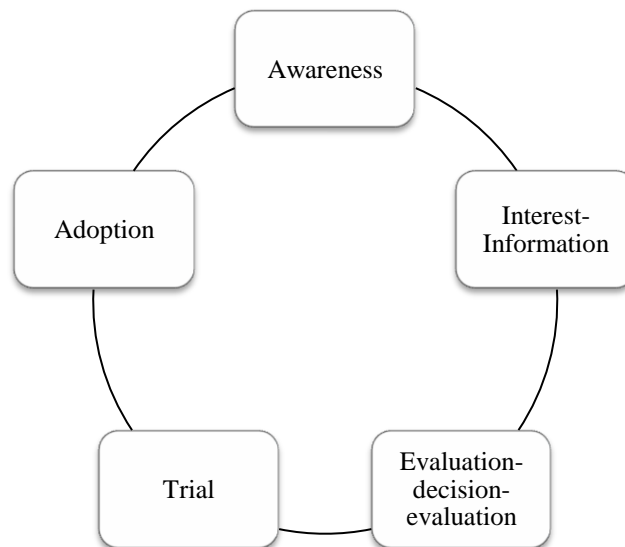 Awareness
Interest-
Information
Evaluation-
decision-
evaluation
Trial
Adoption